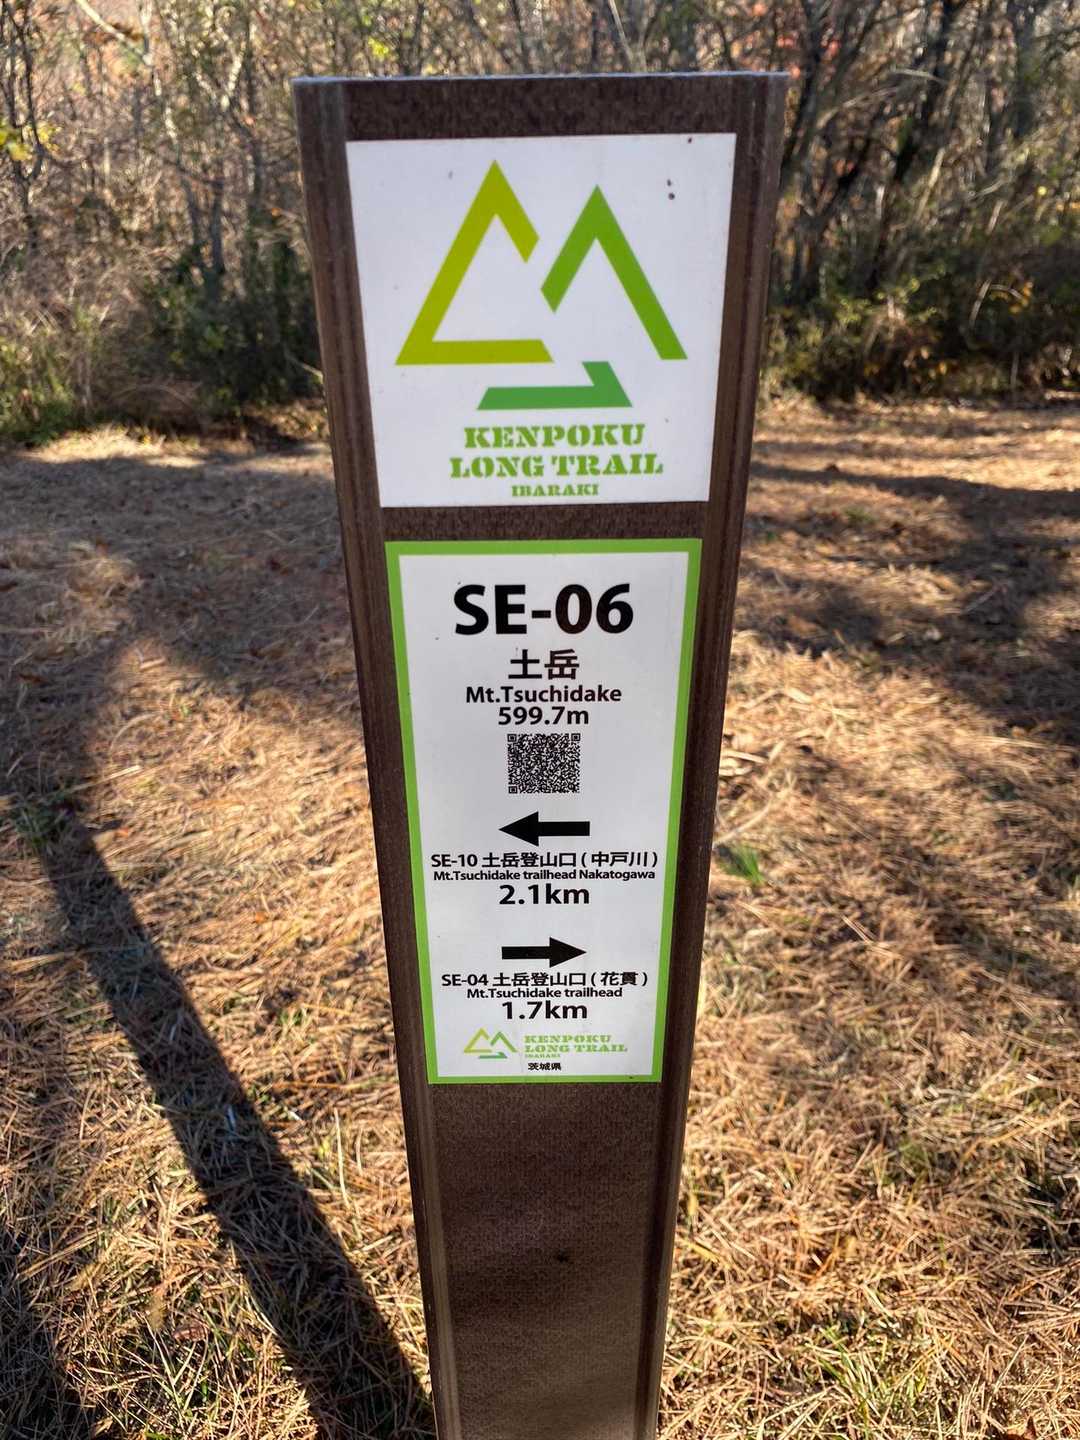 KENPOKU
LONG TRAIL
IBARAKI
SE-06
土岳
Mt.Tsuchidake
599.7m
SE-10 土岳登山口 ( 中戸川 )
Mt.Tsuchidake trailhead Nakatogawa
2.1km
SE-04 土岳登山口 ( 花貫 )
Mt.Tsuchidake trailhead
1.7km
KENPOKU
LONG TRAIL
IBARAKI
茨城県